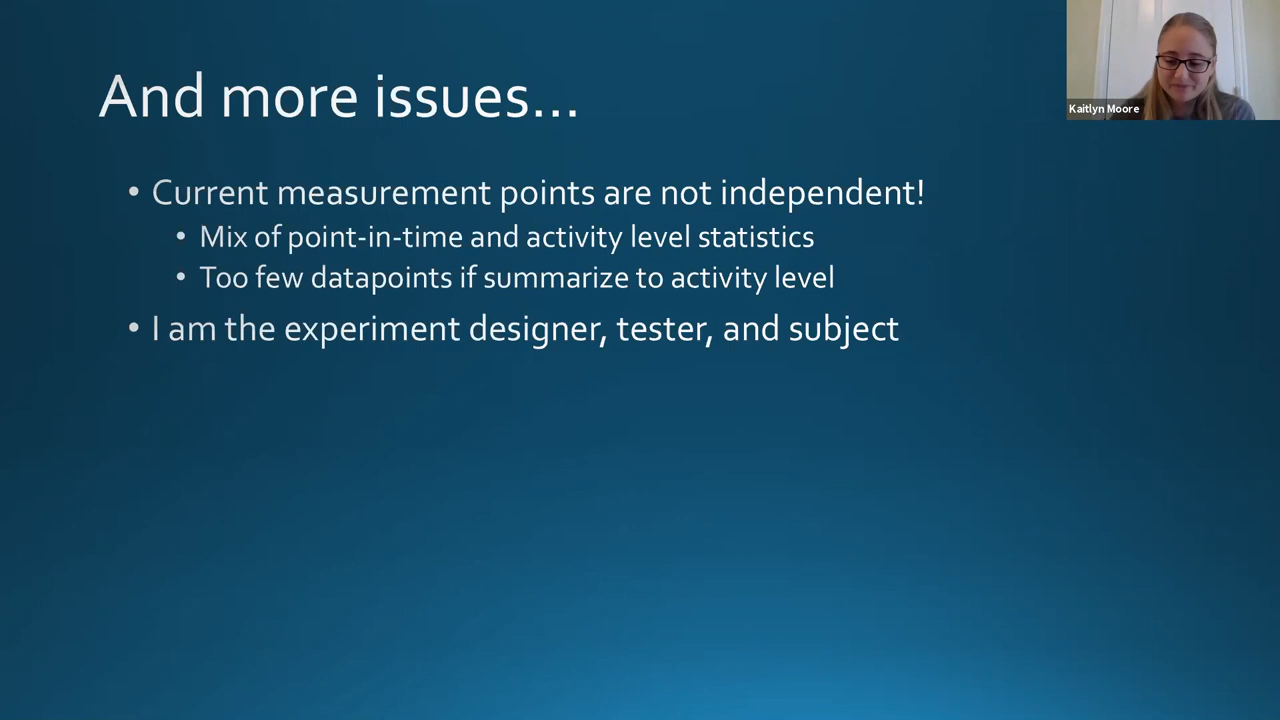 And more issues...
• Current measurement points are not independent!
• Mix of point-in-time and activity level statistics
• Too few datapoints if summarize to activity level
• I am the experiment designer, tester, and subject
Kaitlyn Moore